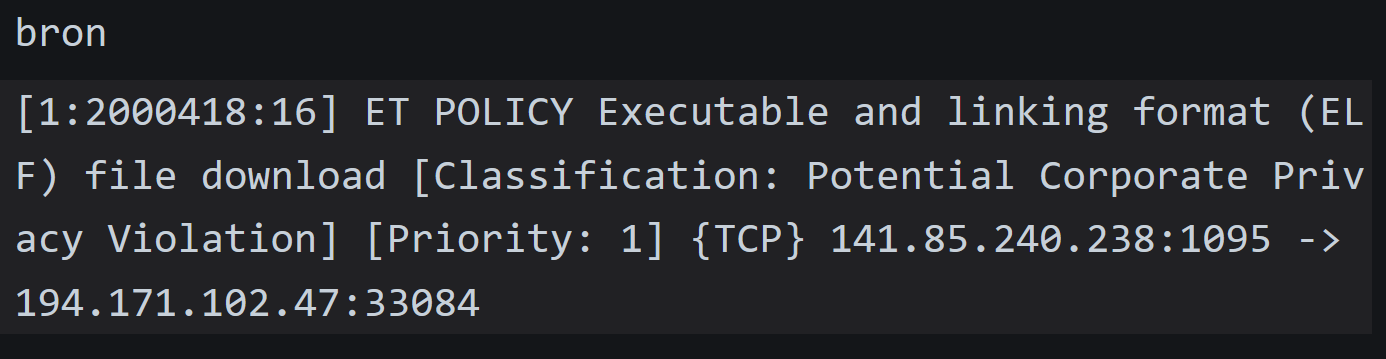 bron
[1:2000418:16] ET POLICY Executable and linking format (EL
F) file download [Classification: Potential Corporate Priv
acy Violation] [Priority: 1] {TCP} 141.85.240.238:1095 ->
194.171.102.47:33084